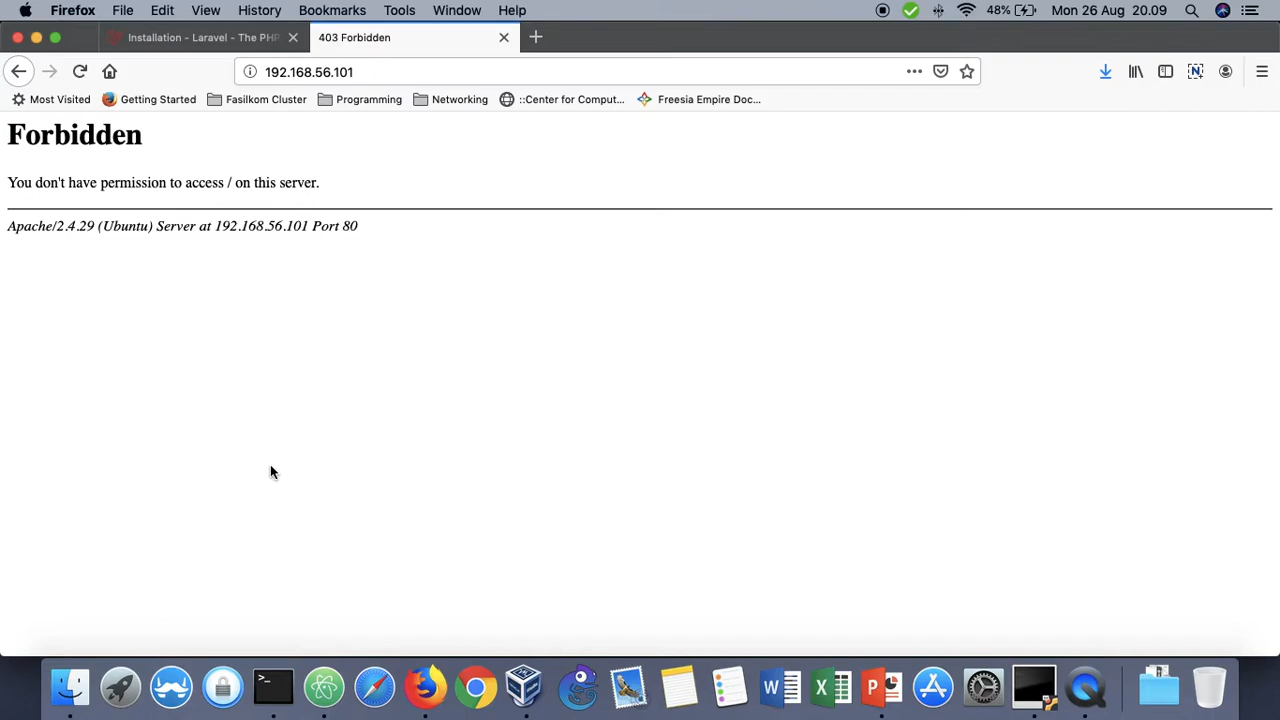 Firefox File Edit View History Bookmarks Tools Window Help 48% Mon 26 Aug 20.09
Installation - Laravel - The PHP 403 Forbidden
192.168.56.101
Most Visited Getting Started Fasilkom Cluster Programming Networking ::Center for Comput... Freesia Empire Doc...
Forbidden
You don't have permission to access / on this server.
Apache/2.4.29 (Ubuntu) Server at 192.168.56.101 Port 80